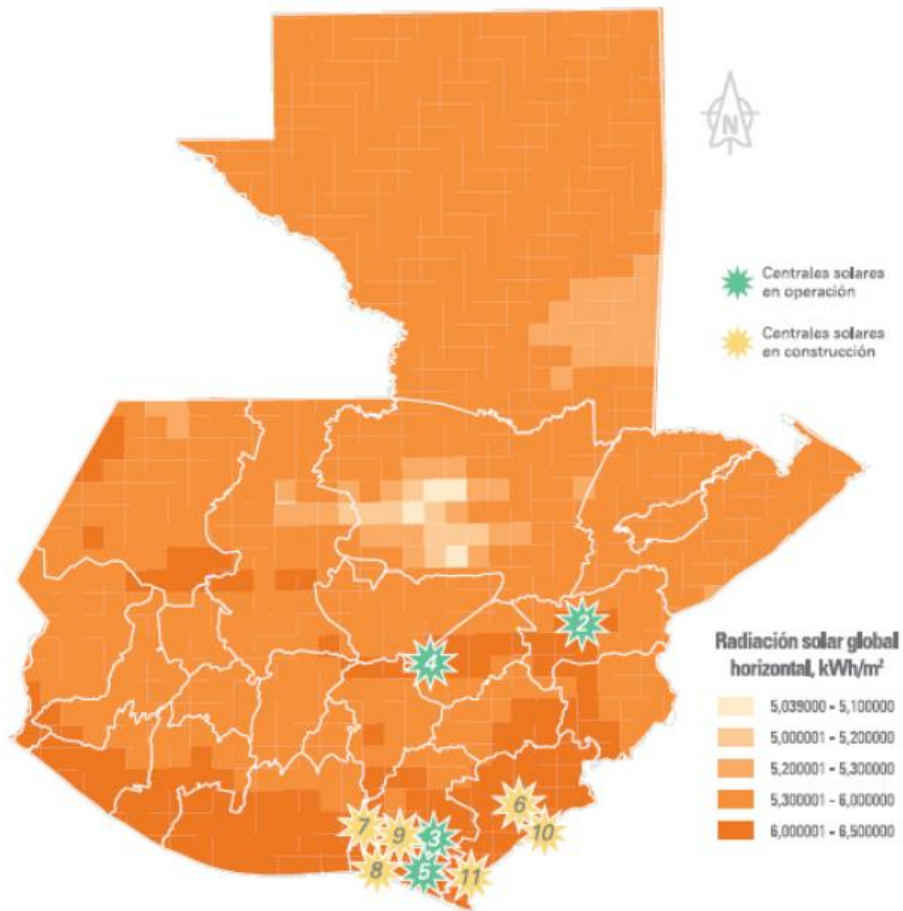 N
Centrales solares
en operación
Centrales solares
en construcción
2
4
Radiación solar global
horizontal, kWh/m²
5,039000 - 5,100000
5,000001 - 5,200000
5,200001 - 5,300000
5,300001 - 6,000000
6,000001 - 6,500000
6
7
9
3
10
8
5
11